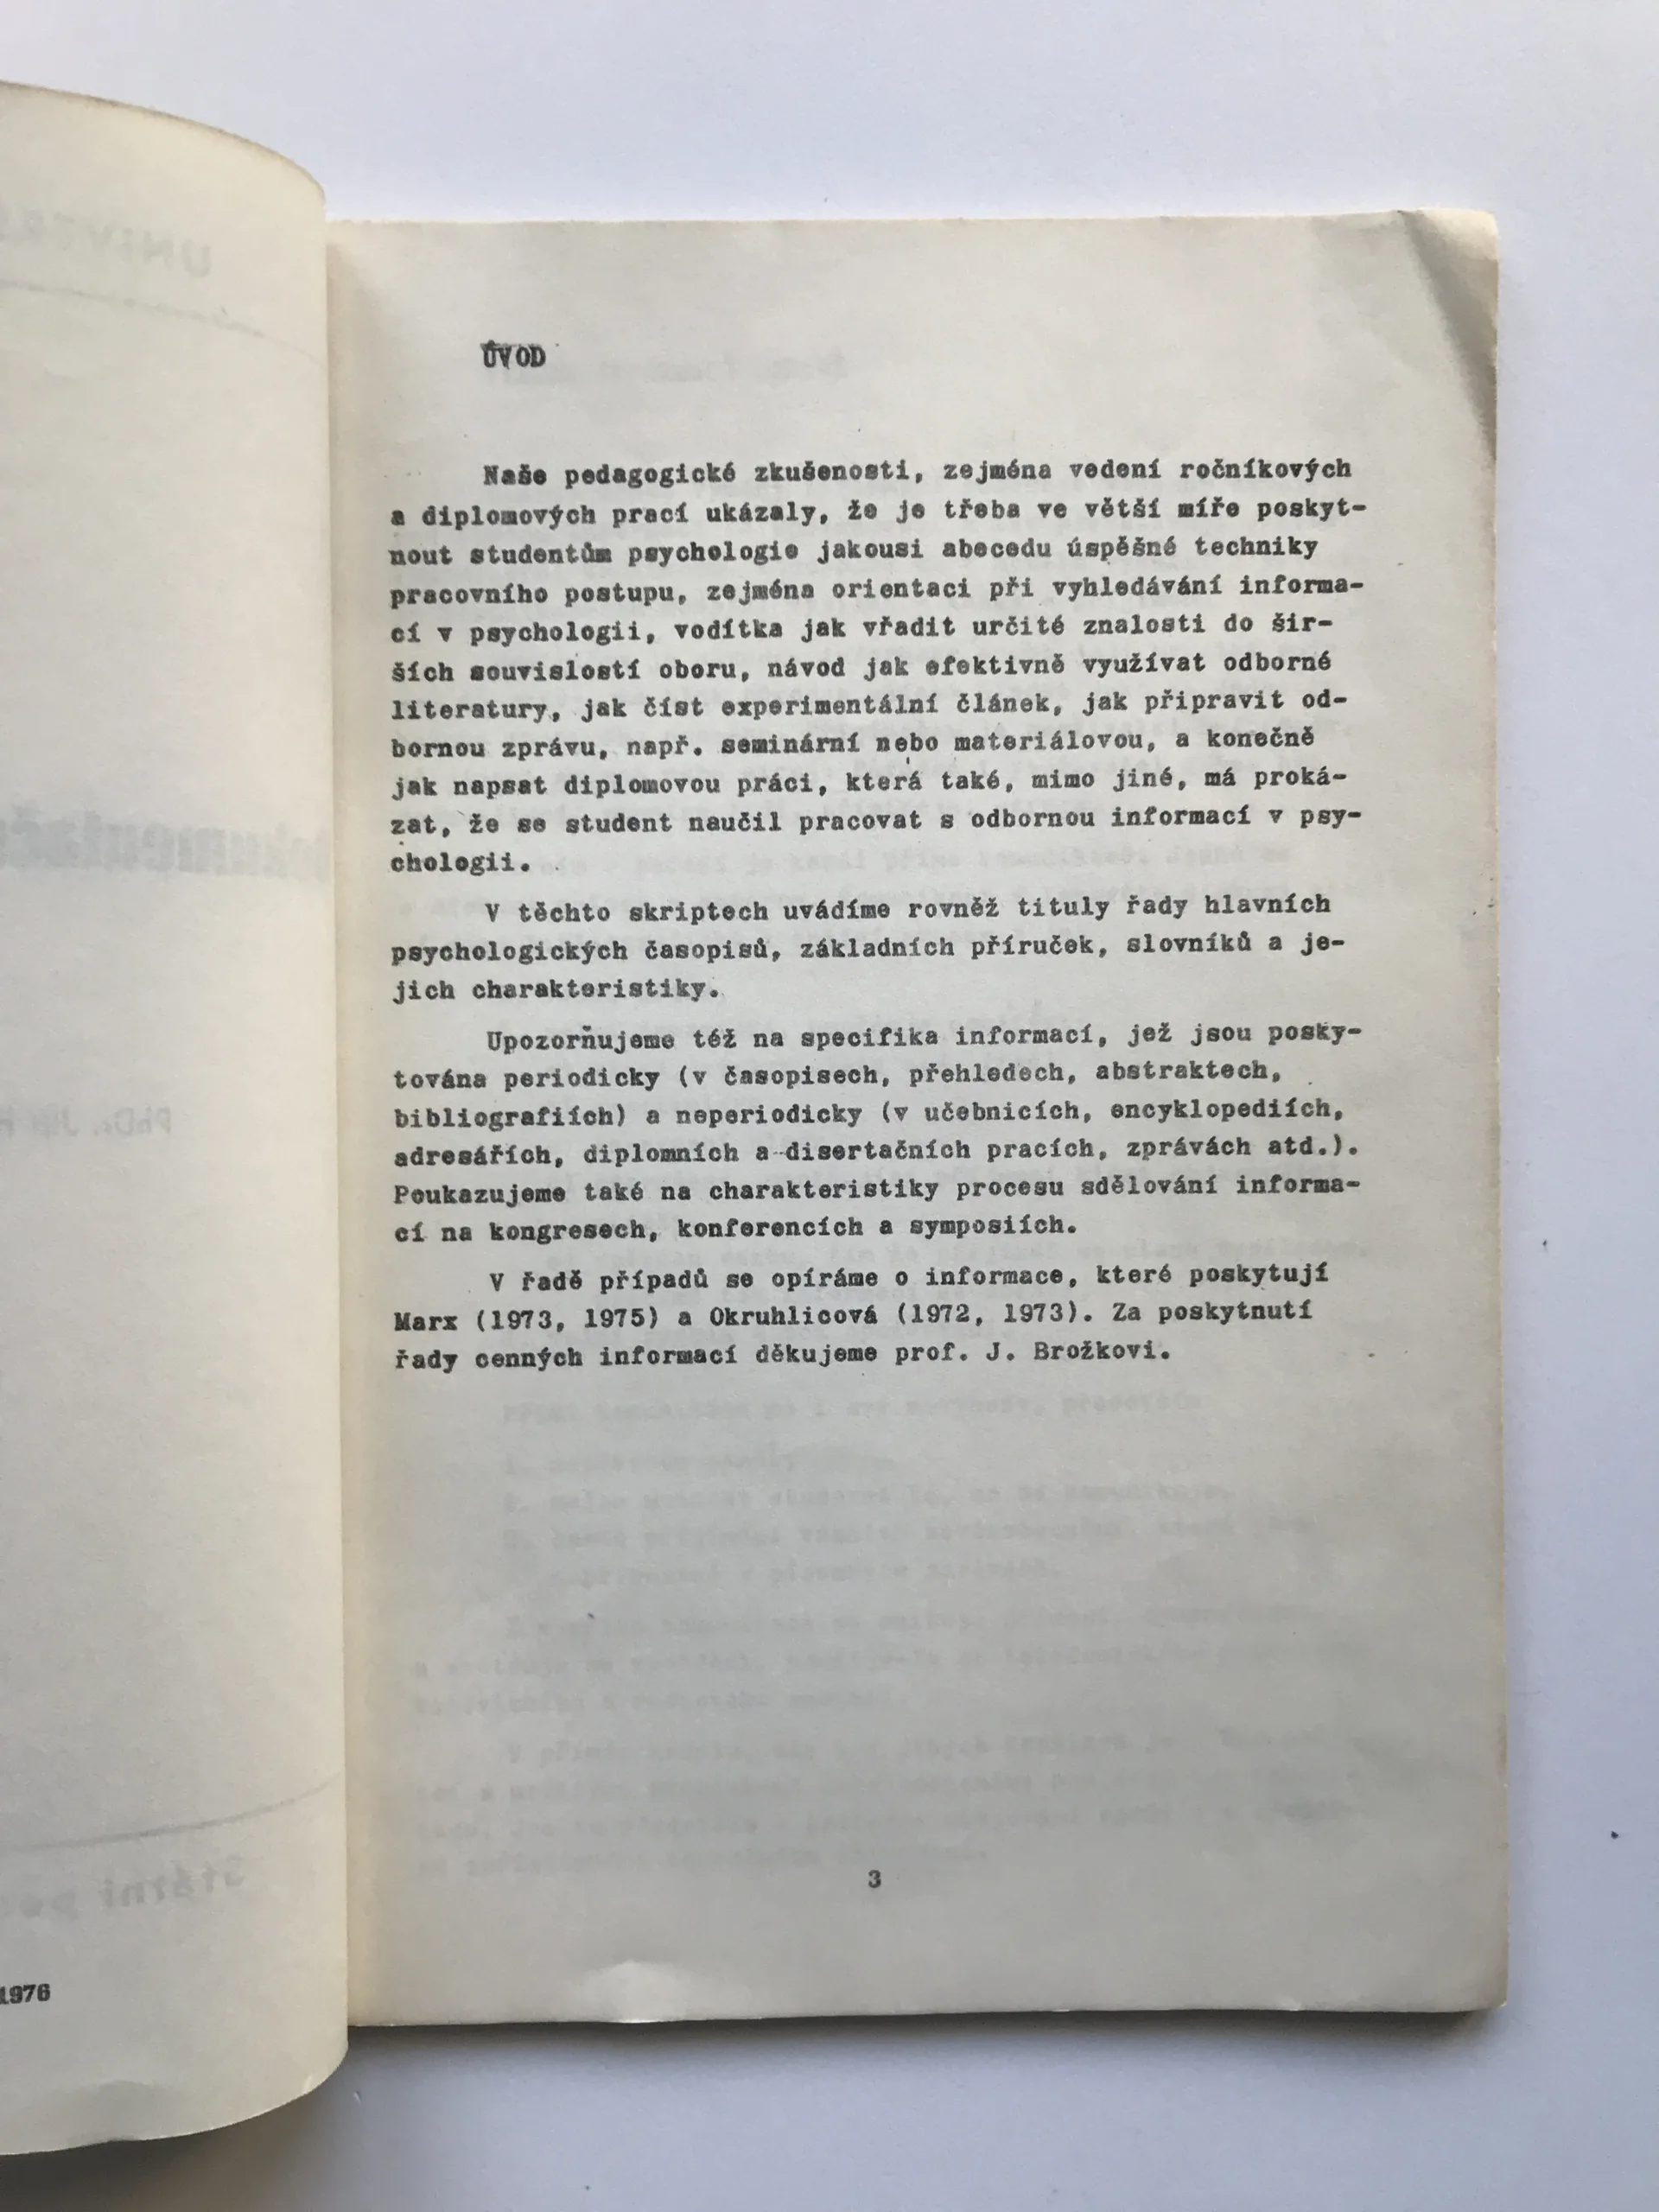 ÚVOD
Naše pedagogické zkušenosti, zejména vedení ročníkových
a diplomových prací ukázaly, že je třeba ve větší míře poskyt-
nout studentům psychologie jakousi abecedu úspěšné techniky
pracovního postupu, zejména orientaci při vyhledávání informa-
cí v psychologii, vodítka jak vřadit určité znalosti do šir-
ších souvislostí oboru, návod jak efektivně využívat odborné
literatury, jak číst experimentální článek, jak připravit od-
bornou zprávu, např. seminární nebo materiálovou, a konečně
jak napsat diplomovou práci, která také, mimo jiné, má proká-
zat, že se student naučil pracovat s odbornou informací v psy-
chologii.
V těchto skriptech uvádíme rovněž tituly řady hlavních
psychologických časopisů, základních příruček, slovníků a je-
jich charakteristiky.
Upozorňujeme též na specifika informací, jež jsou posky-
tována periodicky (v časopisech, přehledech, abstraktech,
bibliografiích) a neperiodicky (v učebnicích, encyklopediích,
adresářích, diplomních a disertačních pracích, zprávách atd.).
Poukazujeme také na charakteristiky procesu sdělování informa-
cí na kongresech, konferencích a symposiích.
V řadě případů se opíráme o informace, které poskytují
Marx (1973, 1975) a Okruhlicová (1972, 1973). Za poskytnutí
řady cenných informací děkujeme prof. J. Brožkovi.
3
1976